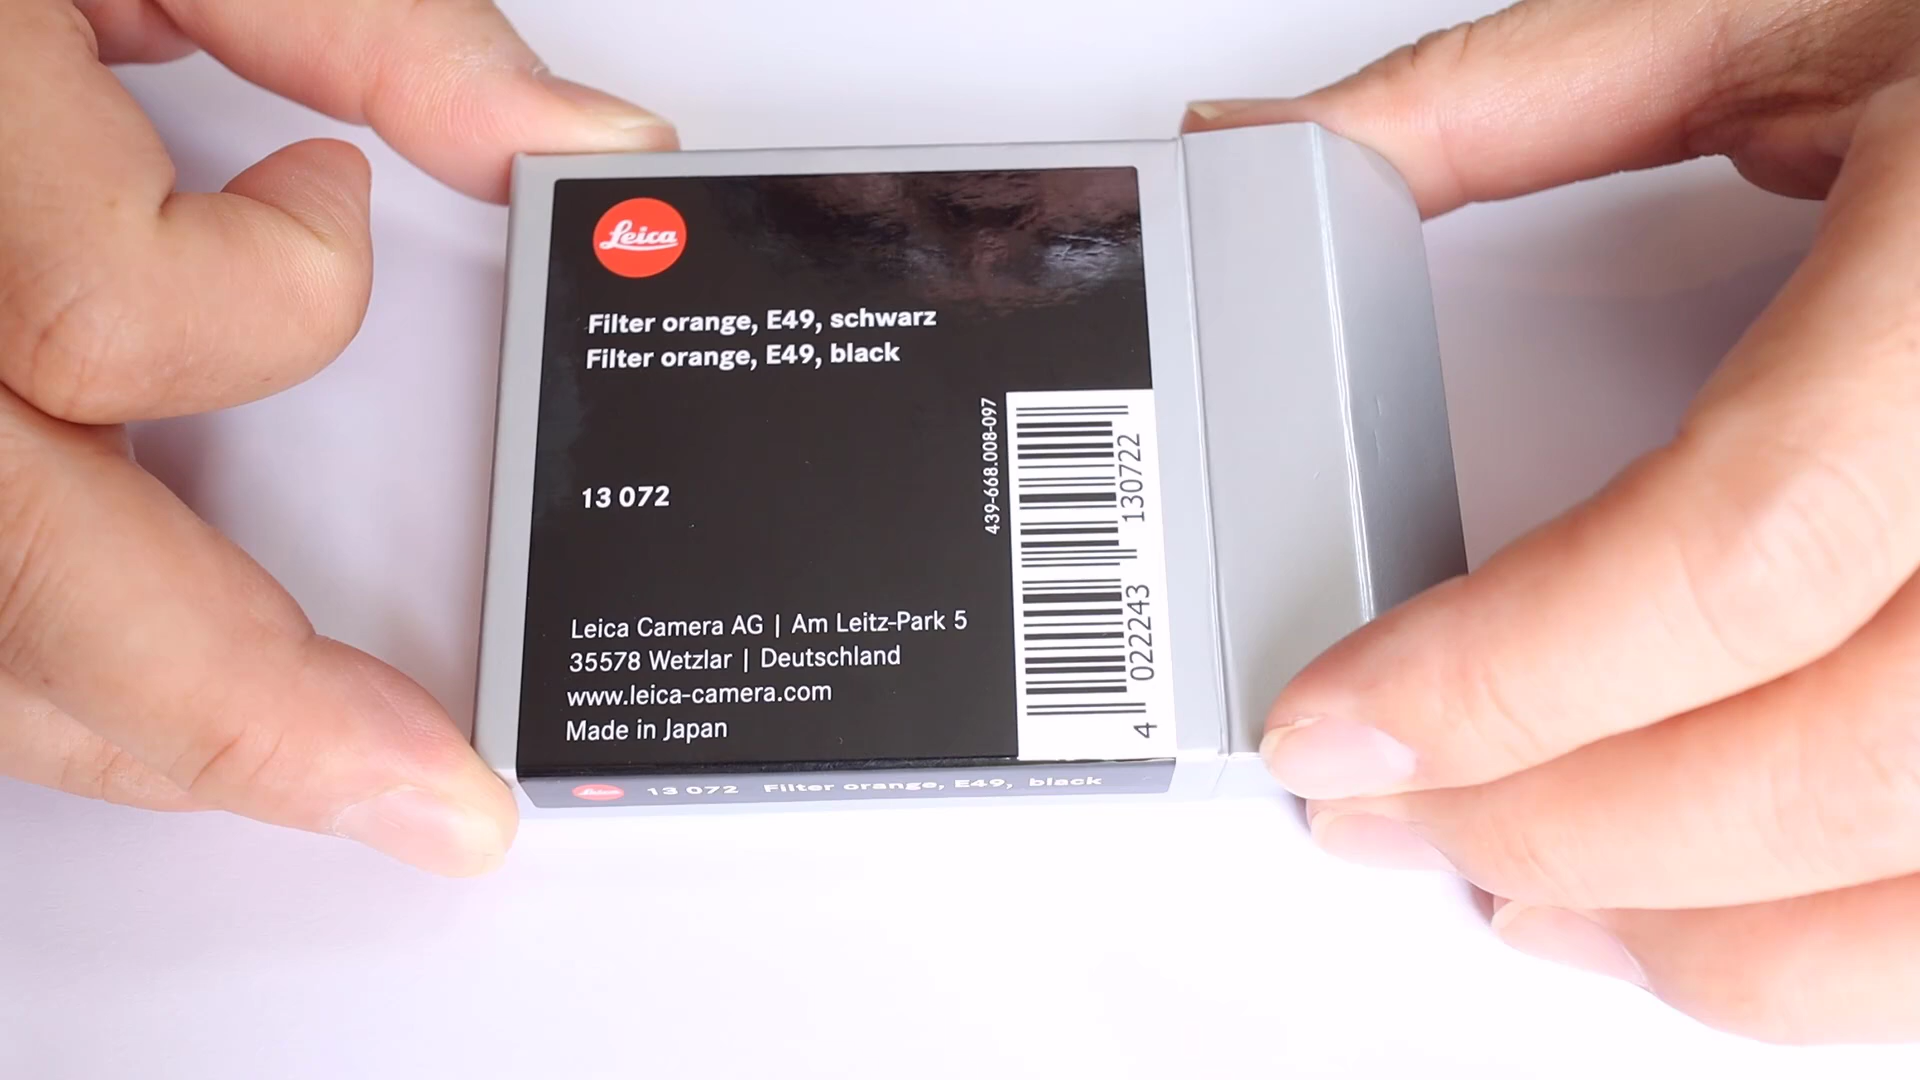 Leica
Filter orange, E49, schwarz
Filter orange, E49, black
13 072
439-668.008-097
4 022243 130722
Leica Camera AG | Am Leitz-Park 5
35578 Wetzlar | Deutschland
www.leica-camera.com
Made in Japan
Leica 13 072 Filter orange, E49, black